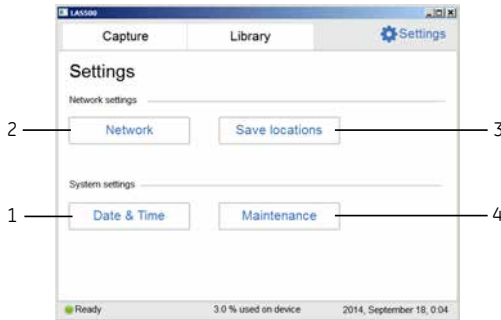 LAS500
Capture Library Settings
Settings
Network settings
2 Network Save locations 3
System settings
1 Date & Time Maintenance 4
Ready 3.0 % used on device 2014, September 18, 0:04